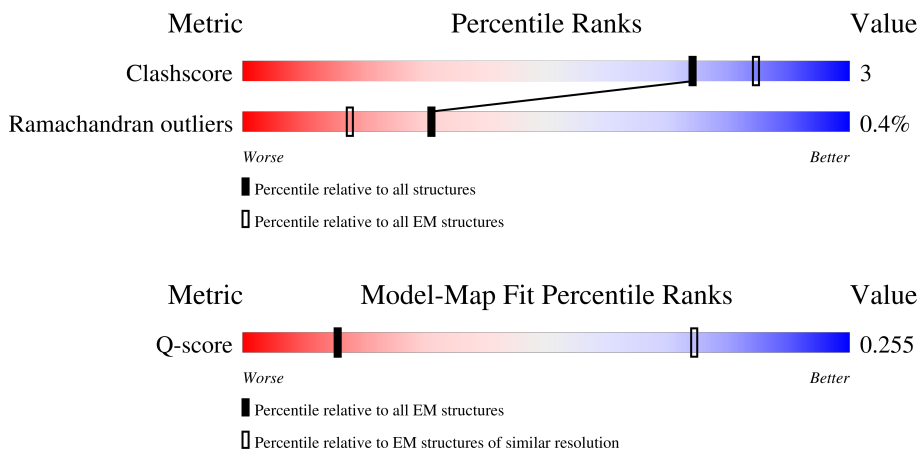 Metric Percentile Ranks Value
Clashscore 3
Ramachandran outliers 0.4%
Worse Better
Percentile relative to all structures
Percentile relative to all EM structures
Metric Model-Map Fit Percentile Ranks Value
Q-score 0.255
Worse Better
Percentile relative to all EM structures
Percentile relative to EM structures of similar resolution